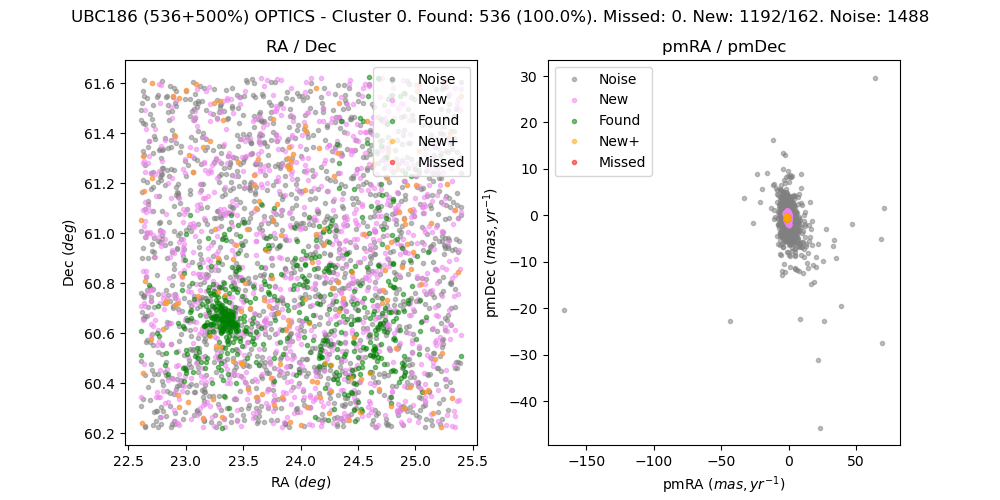 UBC186 (536+500%) OPTICS - Cluster 0. Found: 536 (100.0%). Missed: 0. New: 1192/162. Noise: 1488
RA / Dec
pmRA / pmDec
Noise
New
Found
New+
Missed
Noise
New
Found
New+
Missed
61.6
61.4
61.2
61.0
60.8
60.6
60.4
60.2
Dec (deg)
22.5 23.0 23.5 24.0 24.5 25.0 25.5
RA (deg)
30
20
10
0
−10
−20
−30
−40
pmDec (mas, yr⁻¹)
−150 −100 −50 0 50
pmRA (mas, yr⁻¹)